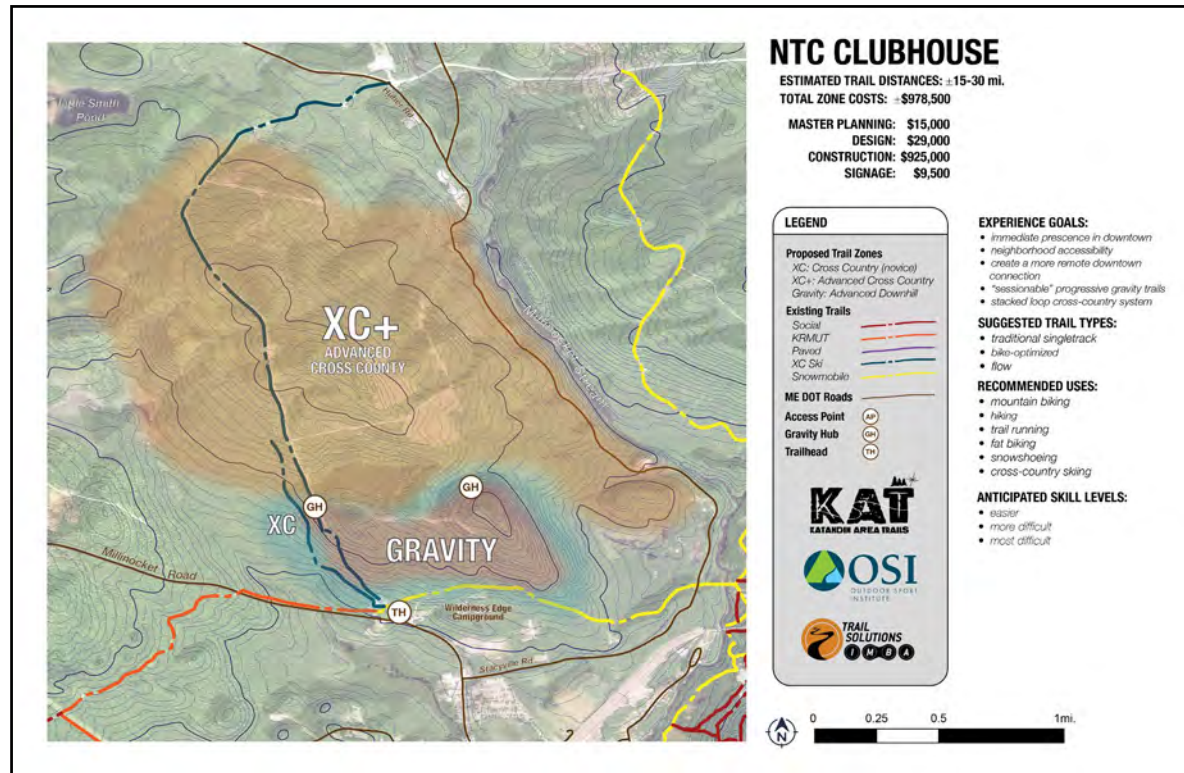 NTC CLUBHOUSE
ESTIMATED TRAIL DISTANCES: ±15-30 mi.
TOTAL ZONE COSTS: ±$978,500
MASTER PLANNING: $15,000
DESIGN: $29,000
CONSTRUCTION: $925,000
SIGNAGE: $9,500
Smith
Pond
XC+
ADVANCED
CROSS COUNTY
GH
GH
XC
GRAVITY
Millinocket Road
TH
Wilderness Edge
Campground
Stacyville Rd
LEGEND
Proposed Trail Zones
XC: Cross Country (novice)
XC+: Advanced Cross Country
Gravity: Advanced Downhill
Existing Trails
Social
KRMUT
Paved
XC Ski
Snowmobile
ME DOT Roads
Access Point AP
Gravity Hub GH
Trailhead TH
KAT
KATAHDIN AREA TRAILS
OSI
OUTDOOR SPORT
INSTITUTE
TRAIL
SOLUTIONS
IMBA
EXPERIENCE GOALS:
• immediate prescence in downtown
• neighborhood accessibility
• create a more remote downtown
connection
• "sessionable" progressive gravity trails
• stacked loop cross-country system
SUGGESTED TRAIL TYPES:
• traditional singletrack
• bike-optimized
• flow
RECOMMENDED USES:
• mountain biking
• hiking
• trail running
• fat biking
• snowshoeing
• cross-country skiing
ANTICIPATED SKILL LEVELS:
• easier
• more difficult
• most difficult
N
0 0.25 0.5 1mi.